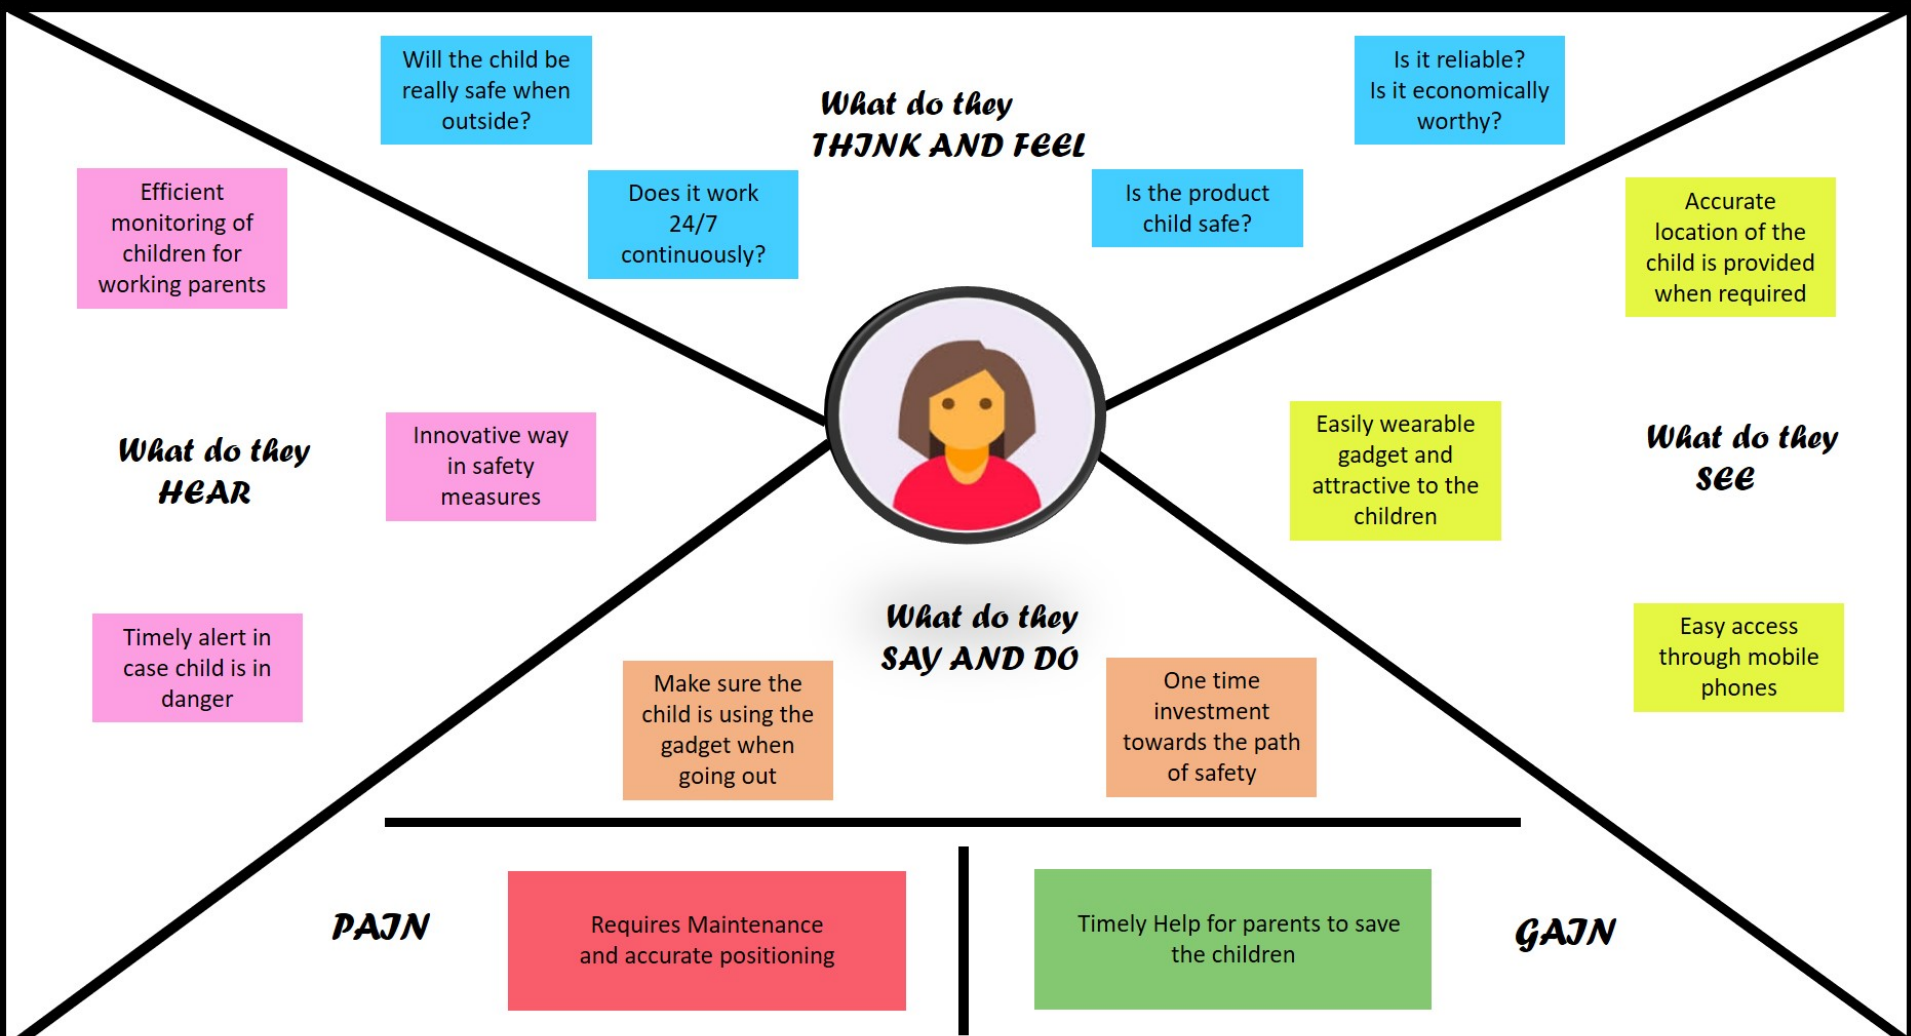 Will the child be
really safe when
outside?
What do they
THINK AND FEEL
Is it reliable?
Is it economically
worthy?
Does it work
24/7
continuously?
Is the product
child safe?
Efficient
monitoring of
children for
working parents
What do they
HEAR
Innovative way
in safety
measures
Timely alert in
case child is in
danger
Accurate
location of the
child is provided
when required
Easily wearable
gadget and
attractive to the
children
What do they
SEE
Easy access
through mobile
phones
What do they
SAY AND DO
Make sure the
child is using the
gadget when
going out
One time
investment
towards the path
of safety
PAIN
Requires Maintenance
and accurate positioning
Timely Help for parents to save
the children
GAIN